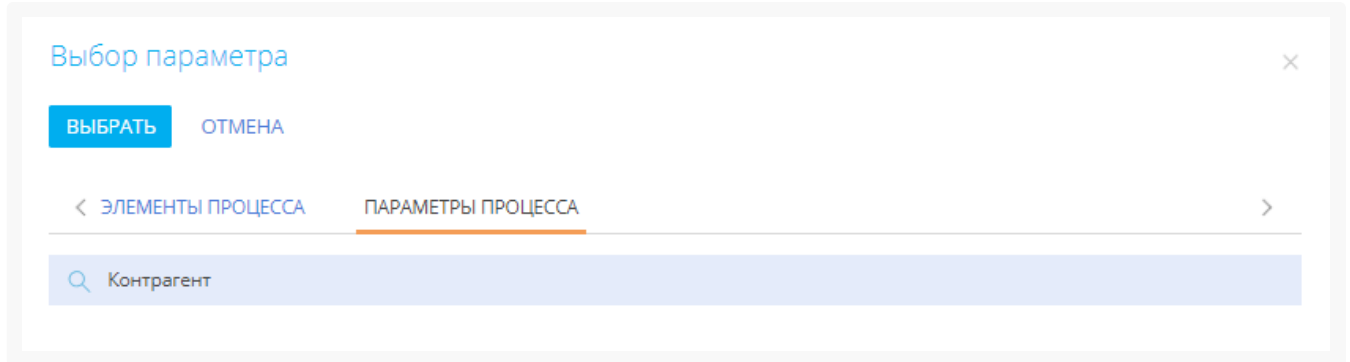 Выбор параметра
ВЫБРАТЬ ОТМЕНА
ЭЛЕМЕНТЫ ПРОЦЕССА ПАРАМЕТРЫ ПРОЦЕССА
Контрагент